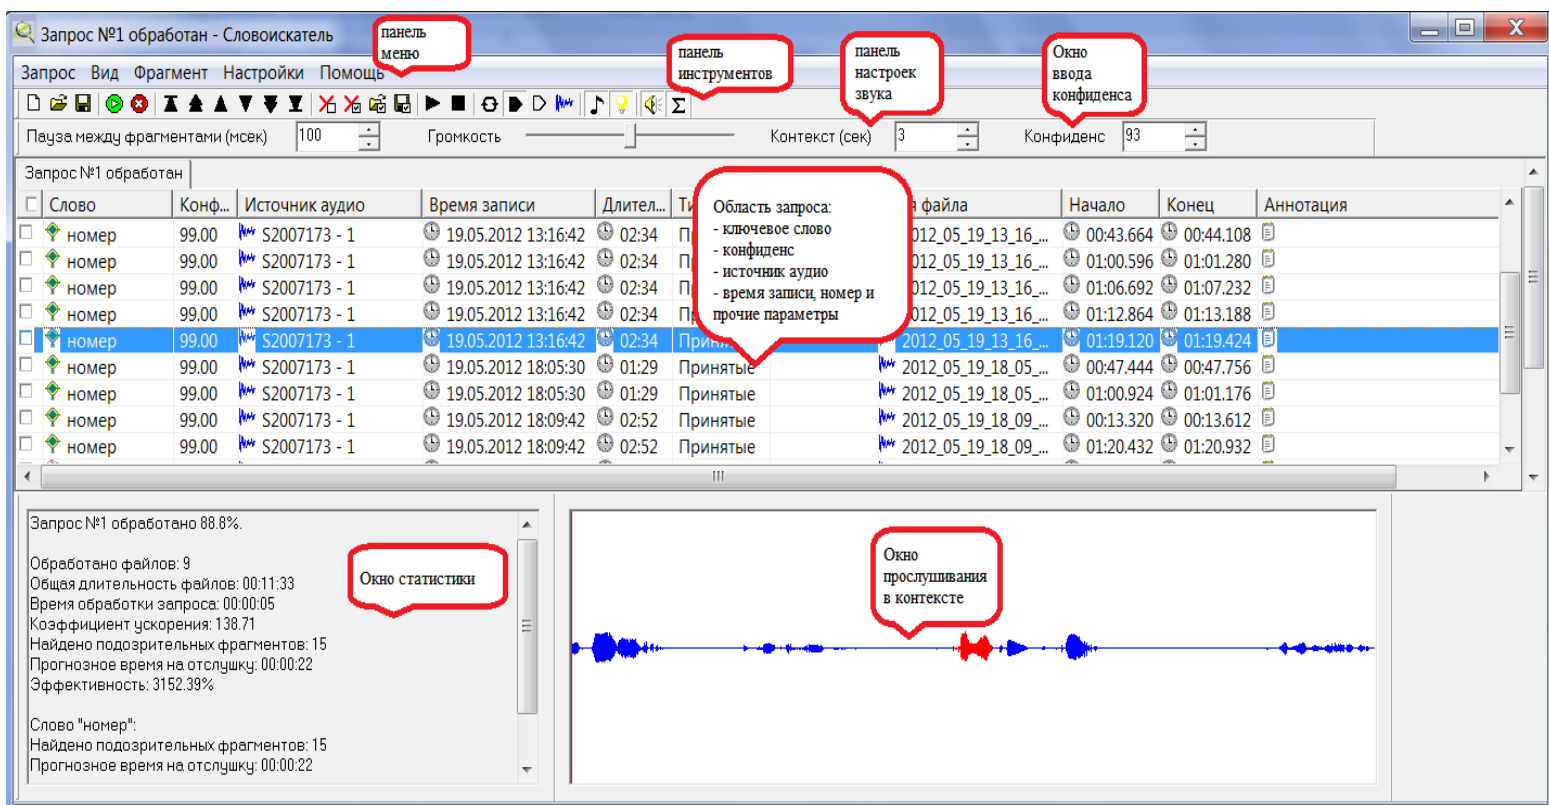 Запрос №1 обработан - Словоискатель
панель
меню
панель
инструментов
панель
настроек
звука
Окно
ввода
конфиденса
Запрос Вид Фрагмент Настройки Помощь
Пауза между фрагментами (мсек) 100 Громкость Контекст (сек) 3 Конфиденс 93
Запрос №1 обработан
Слово Конф... Источник аудио Время записи Длител... файла Начало Конец Аннотация
Область запроса:
- ключевое слово
- конфиденс
- источник аудио
- время записи, номер и
прочие параметры
номер 99.00 S2007173 - 1 19.05.2012 13:16:42 02:34 012_05_19_13_16_... 00:43.664 00:44.108
номер 99.00 S2007173 - 1 19.05.2012 13:16:42 02:34 012_05_19_13_16_... 01:00.596 01:01.280
номер 99.00 S2007173 - 1 19.05.2012 13:16:42 02:34 012_05_19_13_16_... 01:06.692 01:07.232
номер 99.00 S2007173 - 1 19.05.2012 13:16:42 02:34 012_05_19_13_16_... 01:12.864 01:13.188
номер 99.00 S2007173 - 1 19.05.2012 13:16:42 02:34 2012_05_19_13_16_... 01:19.120 01:19.424
номер 99.00 S2007173 - 1 19.05.2012 18:05:30 01:29 Принятые 2012_05_19_18_05_... 00:47.444 00:47.756
номер 99.00 S2007173 - 1 19.05.2012 18:05:30 01:29 Принятые 2012_05_19_18_05_... 01:00.924 01:01.176
номер 99.00 S2007173 - 1 19.05.2012 18:09:42 02:52 Принятые 2012_05_19_18_09_... 00:13.320 00:13.612
номер 99.00 S2007173 - 1 19.05.2012 18:09:42 02:52 Принятые 2012_05_19_18_09_... 01:20.432 01:20.932
Запрос №1 обработано 88.8%.
Обработано файлов: 9
Общая длительность файлов: 00:11:33
Время обработки запроса: 00:00:05
Коэффициент ускорения: 138.71
Найдено подозрительных фрагментов: 15
Прогнозное время на отслушку: 00:00:22
Эффективность: 3152.39%
Слово "номер":
Найдено подозрительных фрагментов: 15
Прогнозное время на отслушку: 00:00:22
Окно статистики
Окно
прослушивания
в контексте